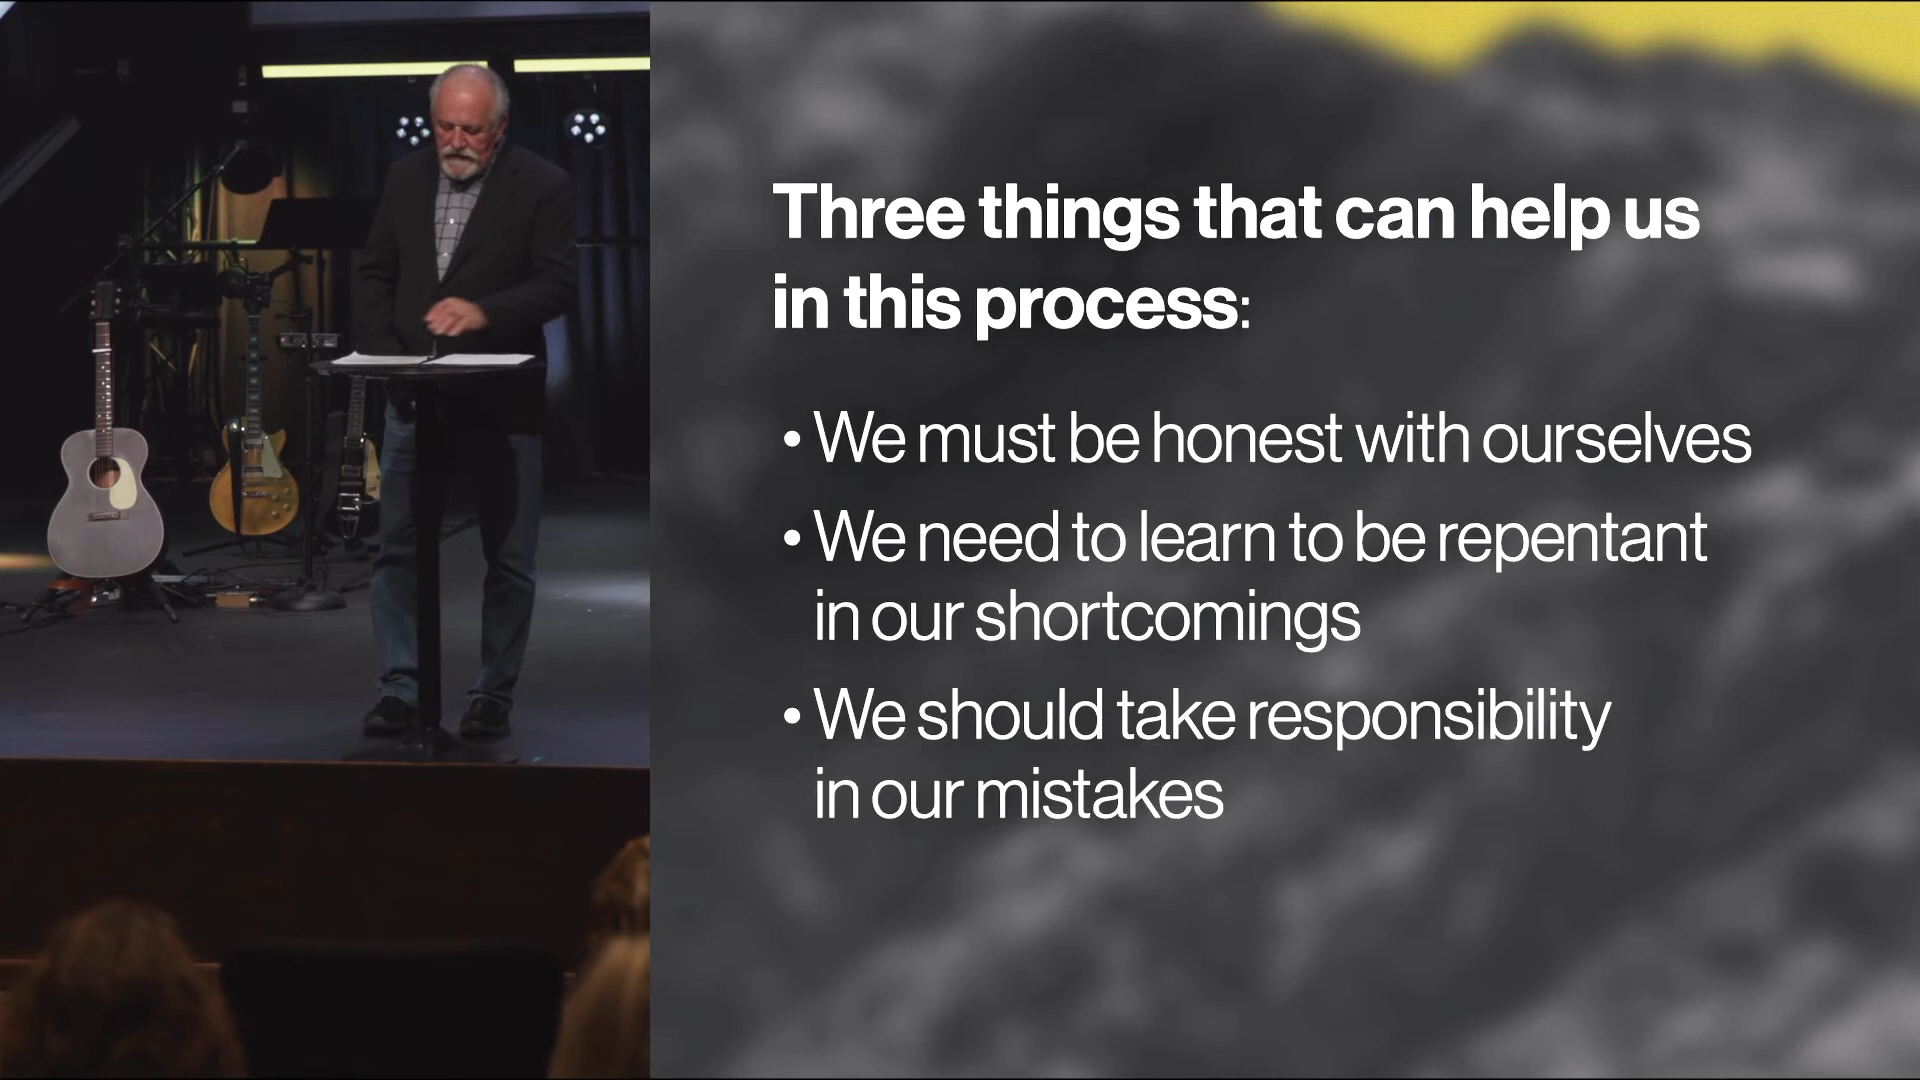 Three things that can help us
in this process:
• We must be honest with ourselves
• We need to learn to be repentant
in our shortcomings
• We should take responsibility
in our mistakes